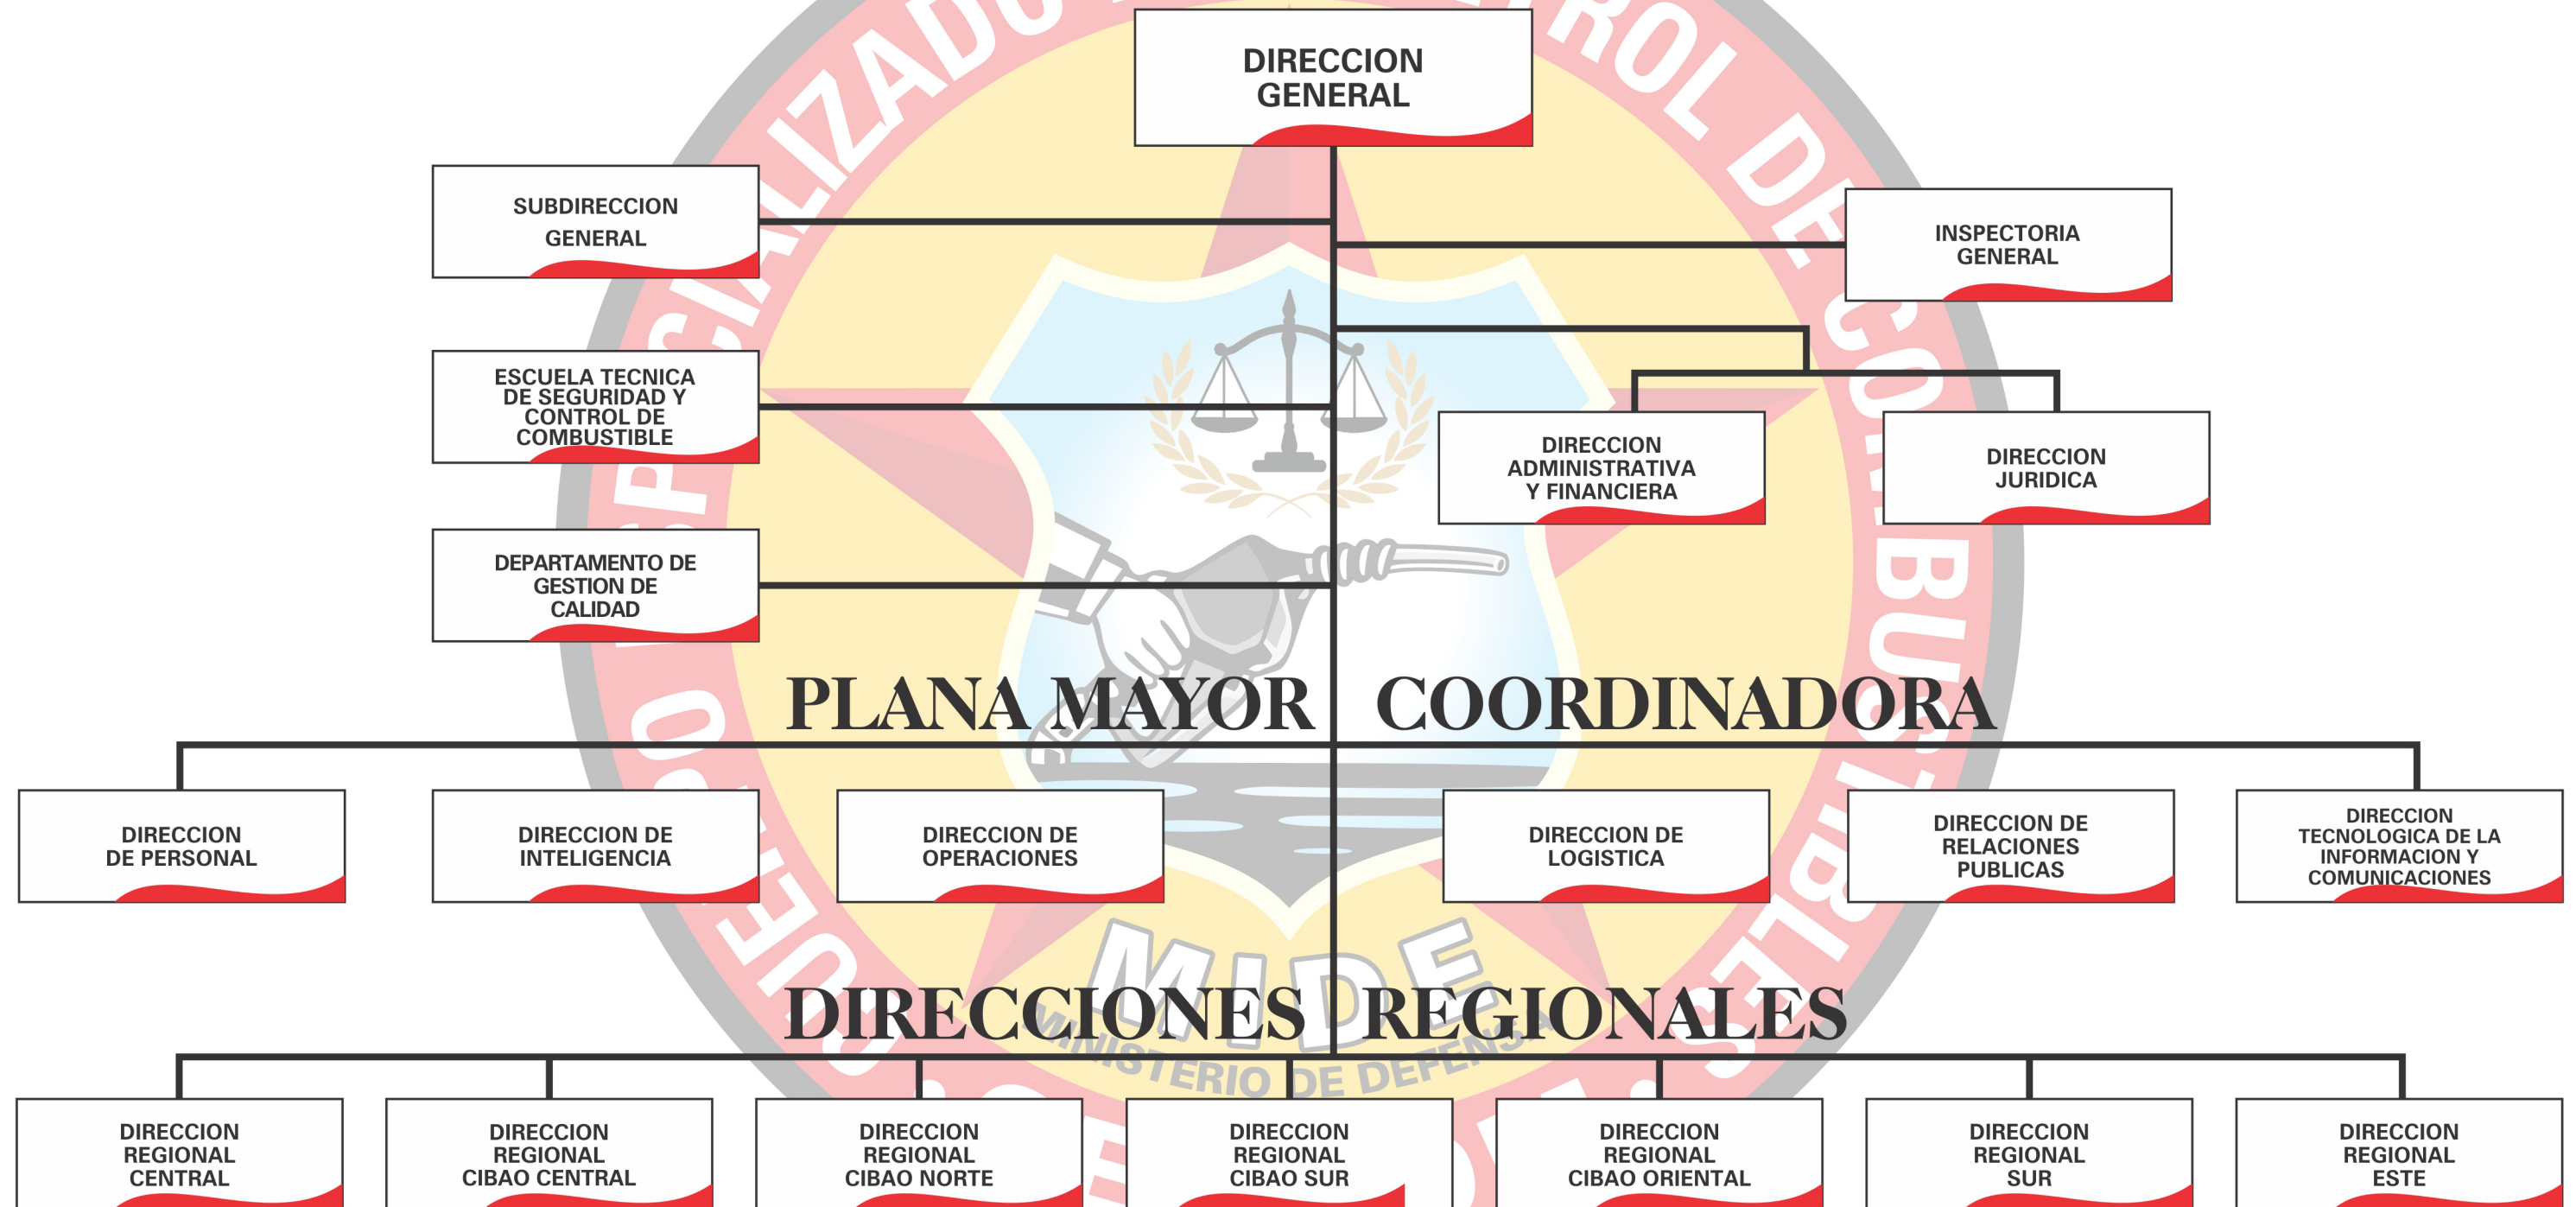 DIRECCION
GENERAL
SUBDIRECCION
GENERAL
INSPECTORIA
GENERAL
ESCUELA TECNICA
DE SEGURIDAD Y
CONTROL DE
COMBUSTIBLE
DIRECCION
ADMINISTRATIVA
Y FINANCIERA
DIRECCION
JURIDICA
DEPARTAMENTO DE
GESTION DE
CALIDAD
PLANA MAYOR COORDINADORA
DIRECCION
DE PERSONAL
DIRECCION DE
INTELIGENCIA
DIRECCION DE
OPERACIONES
DIRECCION DE
LOGISTICA
DIRECCION DE
RELACIONES
PUBLICAS
DIRECCION
TECNOLOGICA DE LA
INFORMACION Y
COMUNICACIONES
MIDE
DIRECCIONES REGIONALES
MINISTERIO DE DEFENSA
DIRECCION
REGIONAL
CENTRAL
DIRECCION
REGIONAL
CIBAO CENTRAL
DIRECCION
REGIONAL
CIBAO NORTE
DIRECCION
REGIONAL
CIBAO SUR
DIRECCION
REGIONAL
CIBAO ORIENTAL
DIRECCION
REGIONAL
SUR
DIRECCION
REGIONAL
ESTE